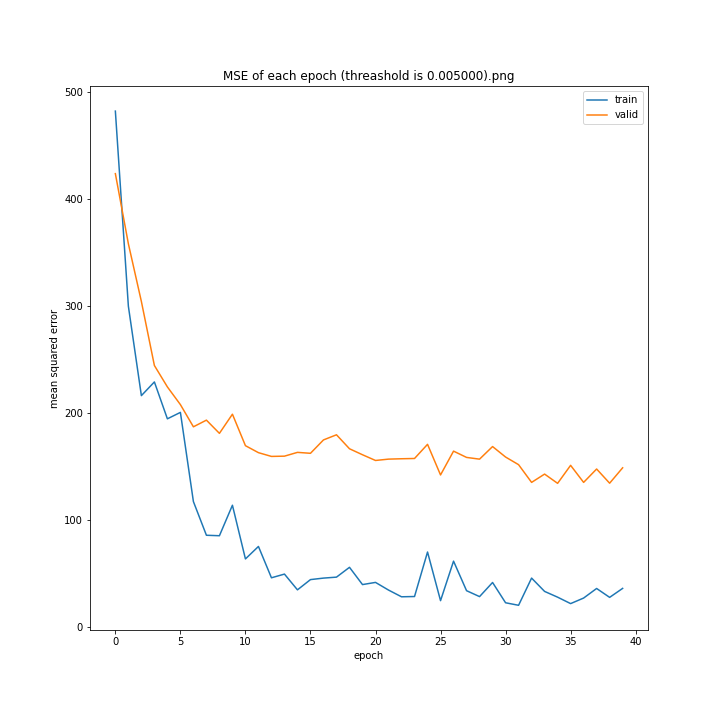 MSE of each epoch (threashold is 0.005000).png
train
valid
mean squared error
500
400
300
200
100
0
0 5 10 15 20 25 30 35 40
epoch